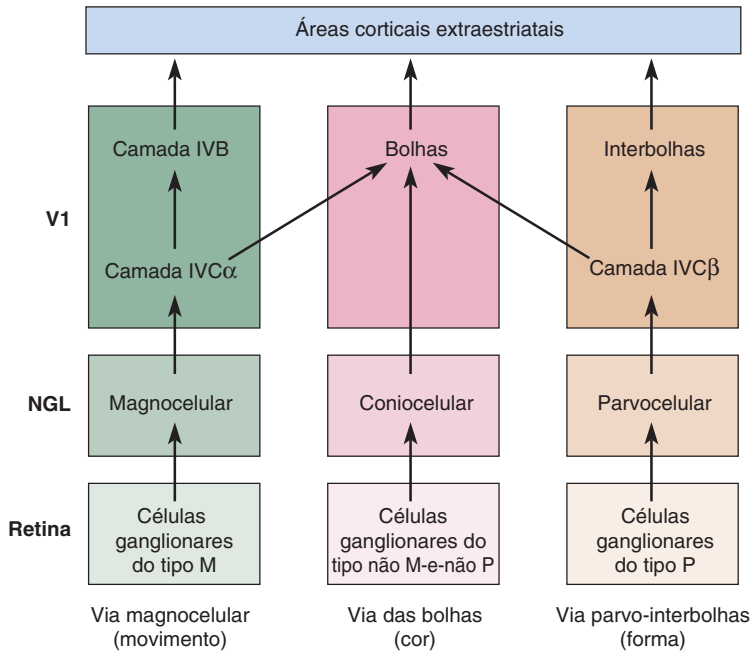 Áreas corticais extraestriatais
V1
Camada IVB
Bolhas
Interbolhas
Camada IVCα
Camada IVCβ
NGL
Magnocelular
Coniocelular
Parvocelular
Retina
Células
ganglionares
do tipo M
Células
ganglionares do
tipo não M-e-não P
Células
ganglionares
do tipo P
Via magnocelular
(movimento)
Via das bolhas
(cor)
Via parvo-interbolhas
(forma)